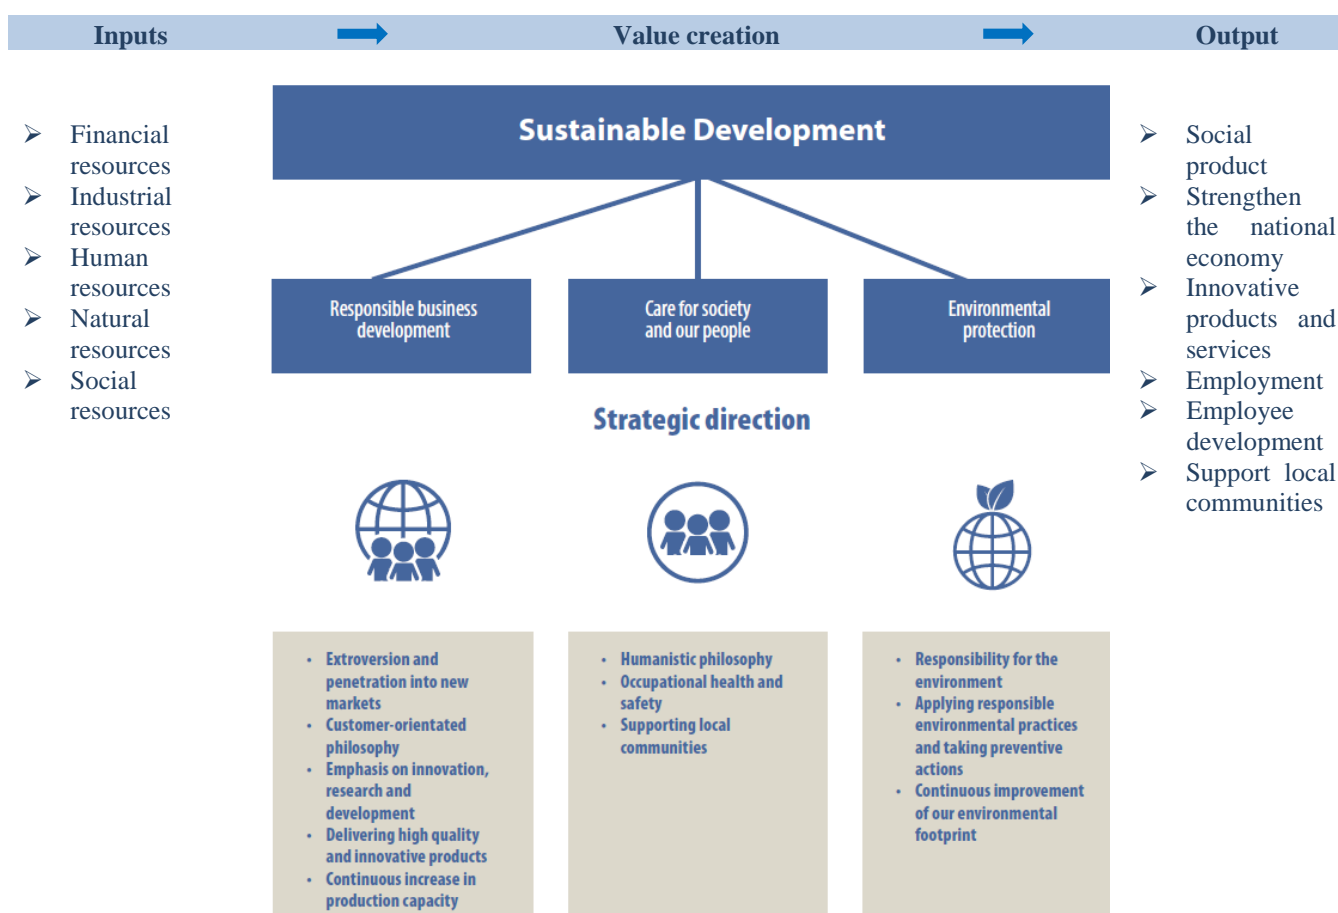 Inputs
Value creation
Output
➢ Financial
resources
➢ Industrial
resources
➢ Human
resources
➢ Natural
resources
➢ Social
resources
Sustainable Development
Responsible business
development
Care for society
and our people
Environmental
protection
Strategic direction
• Extroversion and
penetration into new
markets
• Customer-orientated
philosophy
• Emphasis on innovation,
research and
development
• Delivering high quality
and innovative products
• Continuous increase in
production capacity
• Humanistic philosophy
• Occupational health and
safety
• Supporting local
communities
• Responsibility for the
environment
• Applying responsible
environmental practices
and taking preventive
actions
• Continuous improvement
of our environmental
footprint
➢ Social
product
➢ Strengthen
the national
economy
➢ Innovative
products and
services
➢ Employment
➢ Employee
development
➢ Support local
communities